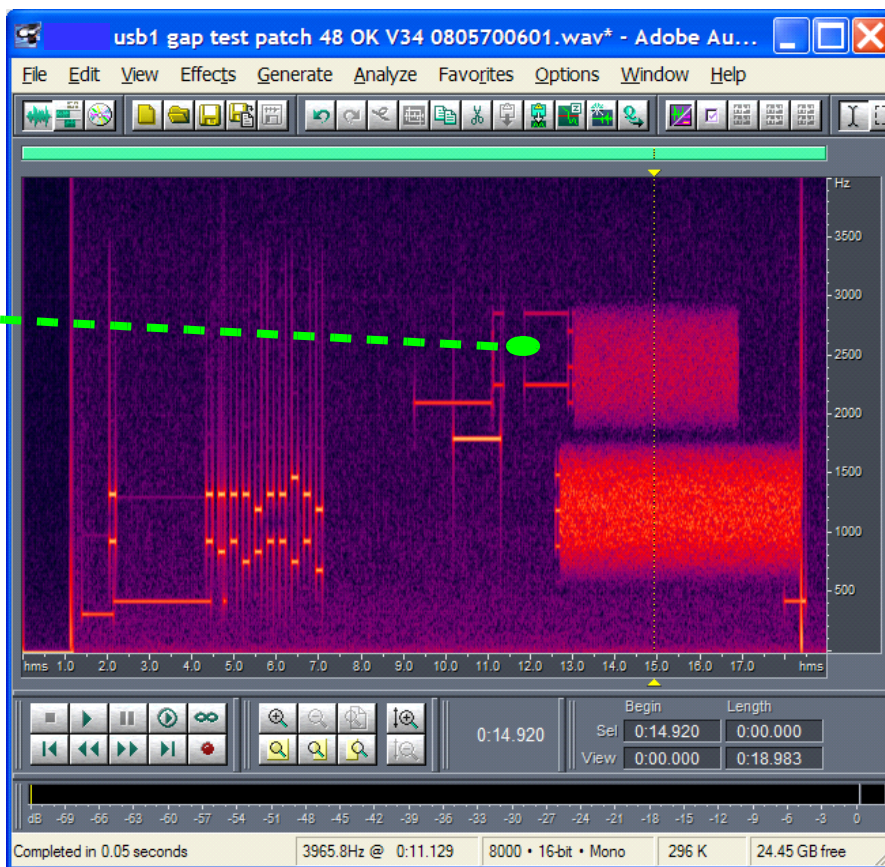 usb1 gap test patch 48 OK V34 0805700601.wav* - Adobe Au...
File Edit View Effects Generate Analyze Favorites Options Window Help
Hz
3500
3000
2500
2000
1500
1000
500
hms 1.0 2.0 3.0 4.0 5.0 6.0 7.0 8.0 9.0 10.0 11.0 12.0 13.0 14.0 15.0 16.0 17.0 hms
Begin Length
0:14.920
Sel 0:14.920 0:00.000
View 0:00.000 0:18.983
dB -69 -66 -63 -60 -57 -54 -51 -48 -45 -42 -39 -36 -33 -30 -27 -24 -21 -18 -15 -12 -9 -6 -3 0
Completed in 0.05 seconds 3965.8Hz @ 0:11.129 8000 • 16-bit • Mono 296 K 24.45 GB free